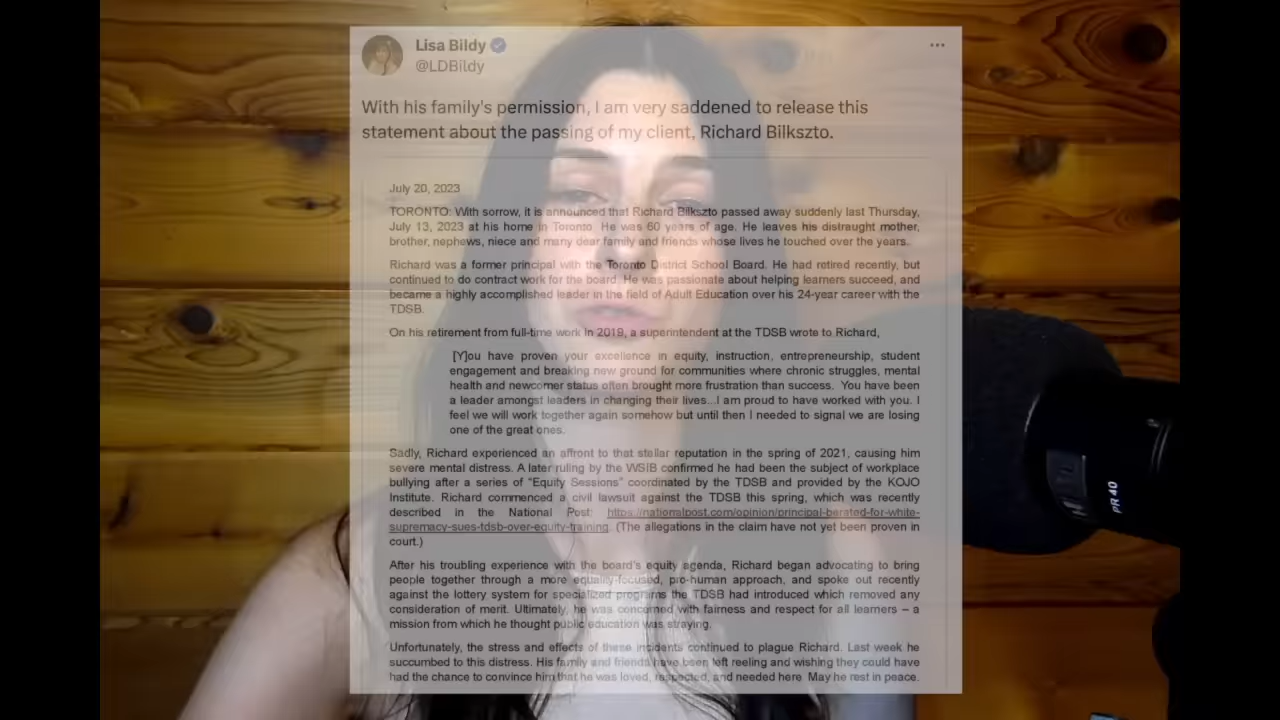 Lisa Bildy
@LDBildy
With his family's permission, I am very saddened to release this
statement about the passing of my client, Richard Bilkszto.
July 20, 2023
TORONTO: With sorrow, it is announced that Richard Bilkszto passed away suddenly last Thursday,
July 13, 2023 at his home in Toronto. He was 60 years of age. He leaves his distraught mother,
brother, nephews, niece and many dear family and friends whose lives he touched over the years.
Richard was a former principal with the Toronto District School Board. He had retired recently, but
continued to do contract work for the board. He was passionate about helping learners succeed, and
became a highly accomplished leader in the field of Adult Education over his 24-year career with the
TDSB.
On his retirement from full-time work in 2019, a superintendent at the TDSB wrote to Richard,
[Y]ou have proven your excellence in equity, instruction, entrepreneurship, student
engagement and breaking new ground for communities where chronic struggles, mental
health and newcomer status often brought more frustration than success. You have been
a leader amongst leaders in changing their lives...I am proud to have worked with you. I
feel we will work together again somehow but until then I needed to signal we are losing
one of the great ones.
Sadly, Richard experienced an affront to that stellar reputation in the spring of 2021, causing him
severe mental distress. A later ruling by the WSIB confirmed he had been the subject of workplace
bullying after a series of "Equity Sessions" coordinated by the TDSB and provided by the KOJO
Institute. Richard commenced a civil lawsuit against the TDSB this spring, which was recently
described in the National Post: https://nationalpost.com/opinion/principal-berated-for-white-
supremacy-sues-tdsb-over-equity-training. (The allegations in the claim have not yet been proven in
court.)
After his troubling experience with the board's equity agenda, Richard began advocating to bring
people together through a more equality-focused, pro-human approach, and spoke out recently
against the lottery system for specialized programs the TDSB had introduced which removed any
consideration of merit. Ultimately, he was concerned with fairness and respect for all learners – a
mission from which he thought public education was straying.
Unfortunately, the stress and effects of these incidents continued to plague Richard. Last week he
succumbed to this distress. His family and friends have been left reeling and wishing they could have
had the chance to convince him that he was loved, respected, and needed here May he rest in peace.
PR 40